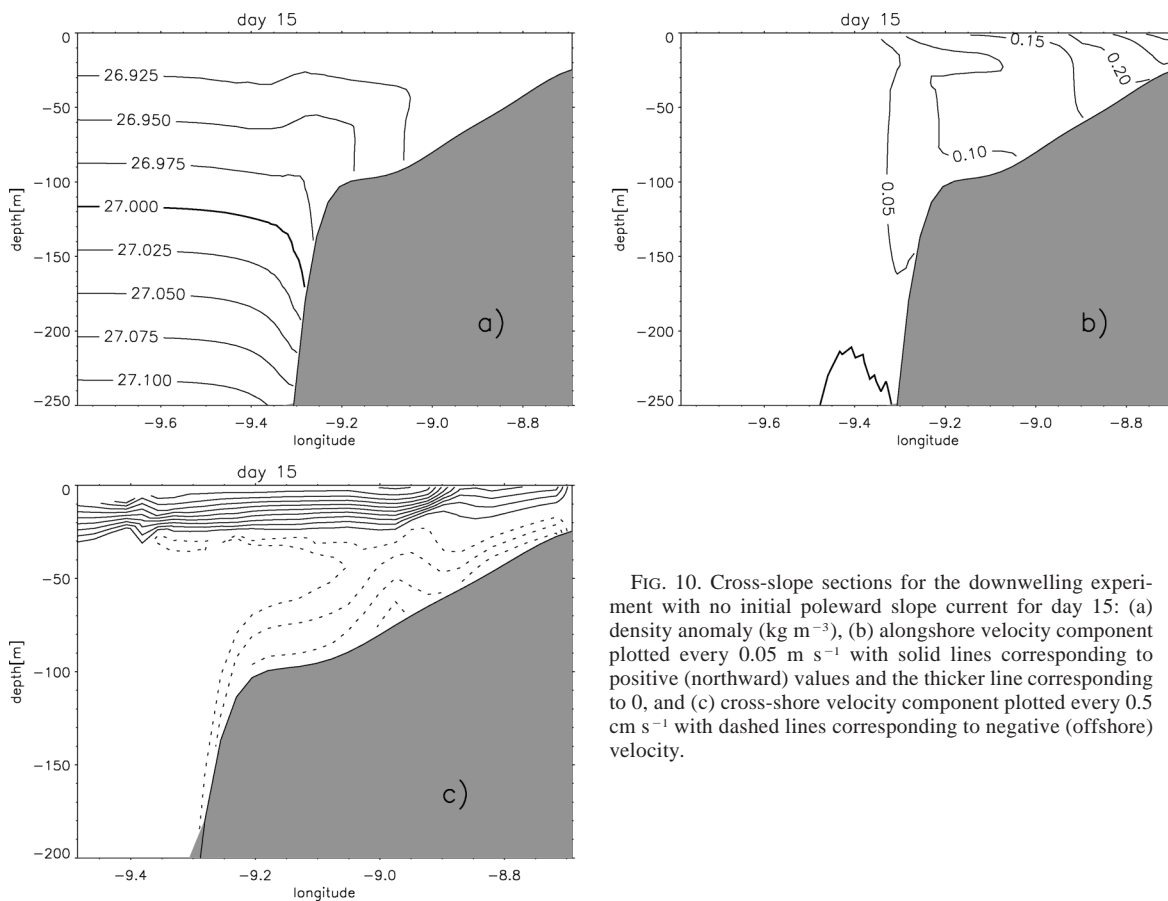 day 15
0
−50
−100
−150
−200
−250
depth[m]
26.925
26.950
26.975
27.000
27.025
27.050
27.075
27.100
a)
−9.6
−9.4
−9.2
−9.0
−8.8
longitude
day 15
0
−50
−100
−150
−200
−250
depth[m]
0.15
0.20
0.10
0.05
b)
−9.6
−9.4
−9.2
−9.0
−8.8
longitude
day 15
0
−50
−100
−150
−200
depth[m]
c)
−9.4
−9.2
−9.0
−8.8
longitude
FIG. 10. Cross-slope sections for the downwelling experi-
ment with no initial poleward slope current for day 15: (a)
density anomaly (kg m⁻³), (b) alongshore velocity component
plotted every 0.05 m s⁻¹ with solid lines corresponding to
positive (northward) values and the thicker line corresponding
to 0, and (c) cross-shore velocity component plotted every 0.5
cm s⁻¹ with dashed lines corresponding to negative (offshore)
velocity.